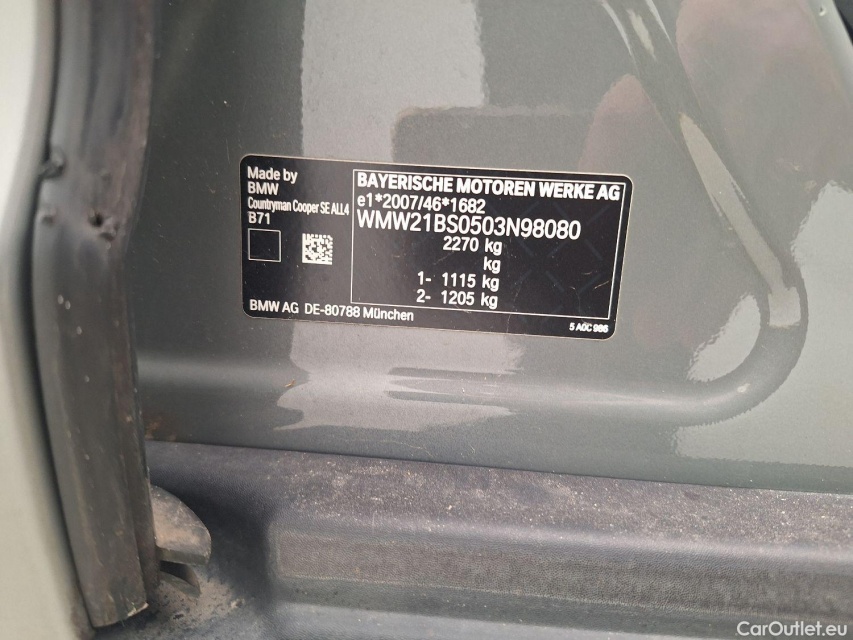 Made by
BMW
Countryman Cooper SE ALL4
B71
BAYERISCHE MOTOREN WERKE AG
e1*2007/46*1682
WMW21BS0503N98080
2270 kg
kg
1- 1115 kg
2- 1205 kg
BMW AG DE-80788 München
5 A0C 986
CarOutlet.eu